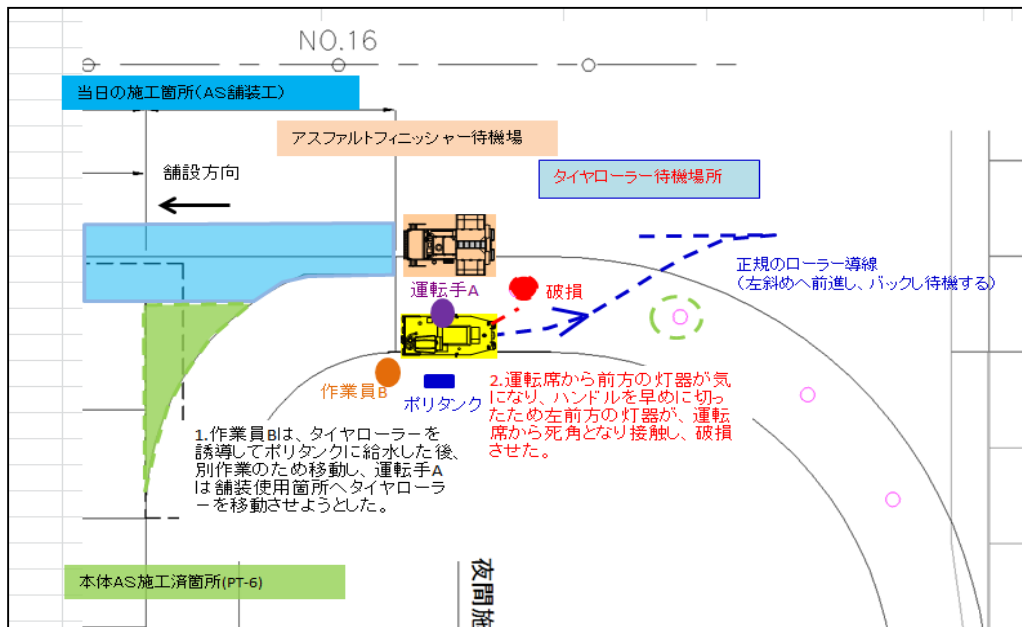 NO.16
当日の施工箇所(AS舗装工)
アスファルトフィニッシャー待機場
舗設方向
タイヤローラー待機場所
正規のローラー導線
(左斜めへ前進し、バックし待機する)
運転手A
破損
作業員B
ポリタンク
2.運転席から前方の灯器が気
になり、ハンドルを早めに切っ
たため左前方の灯器が、運転
席から死角となり接触し、破損
させた。
1.作業員Bは、タイヤローラーを
誘導してポリタンクに給水した後、
別作業のため移動し、運転手A
は舗装使用箇所へタイヤローラ
ーを移動させようとした。
本体AS施工済箇所(PT-6)
夜間施